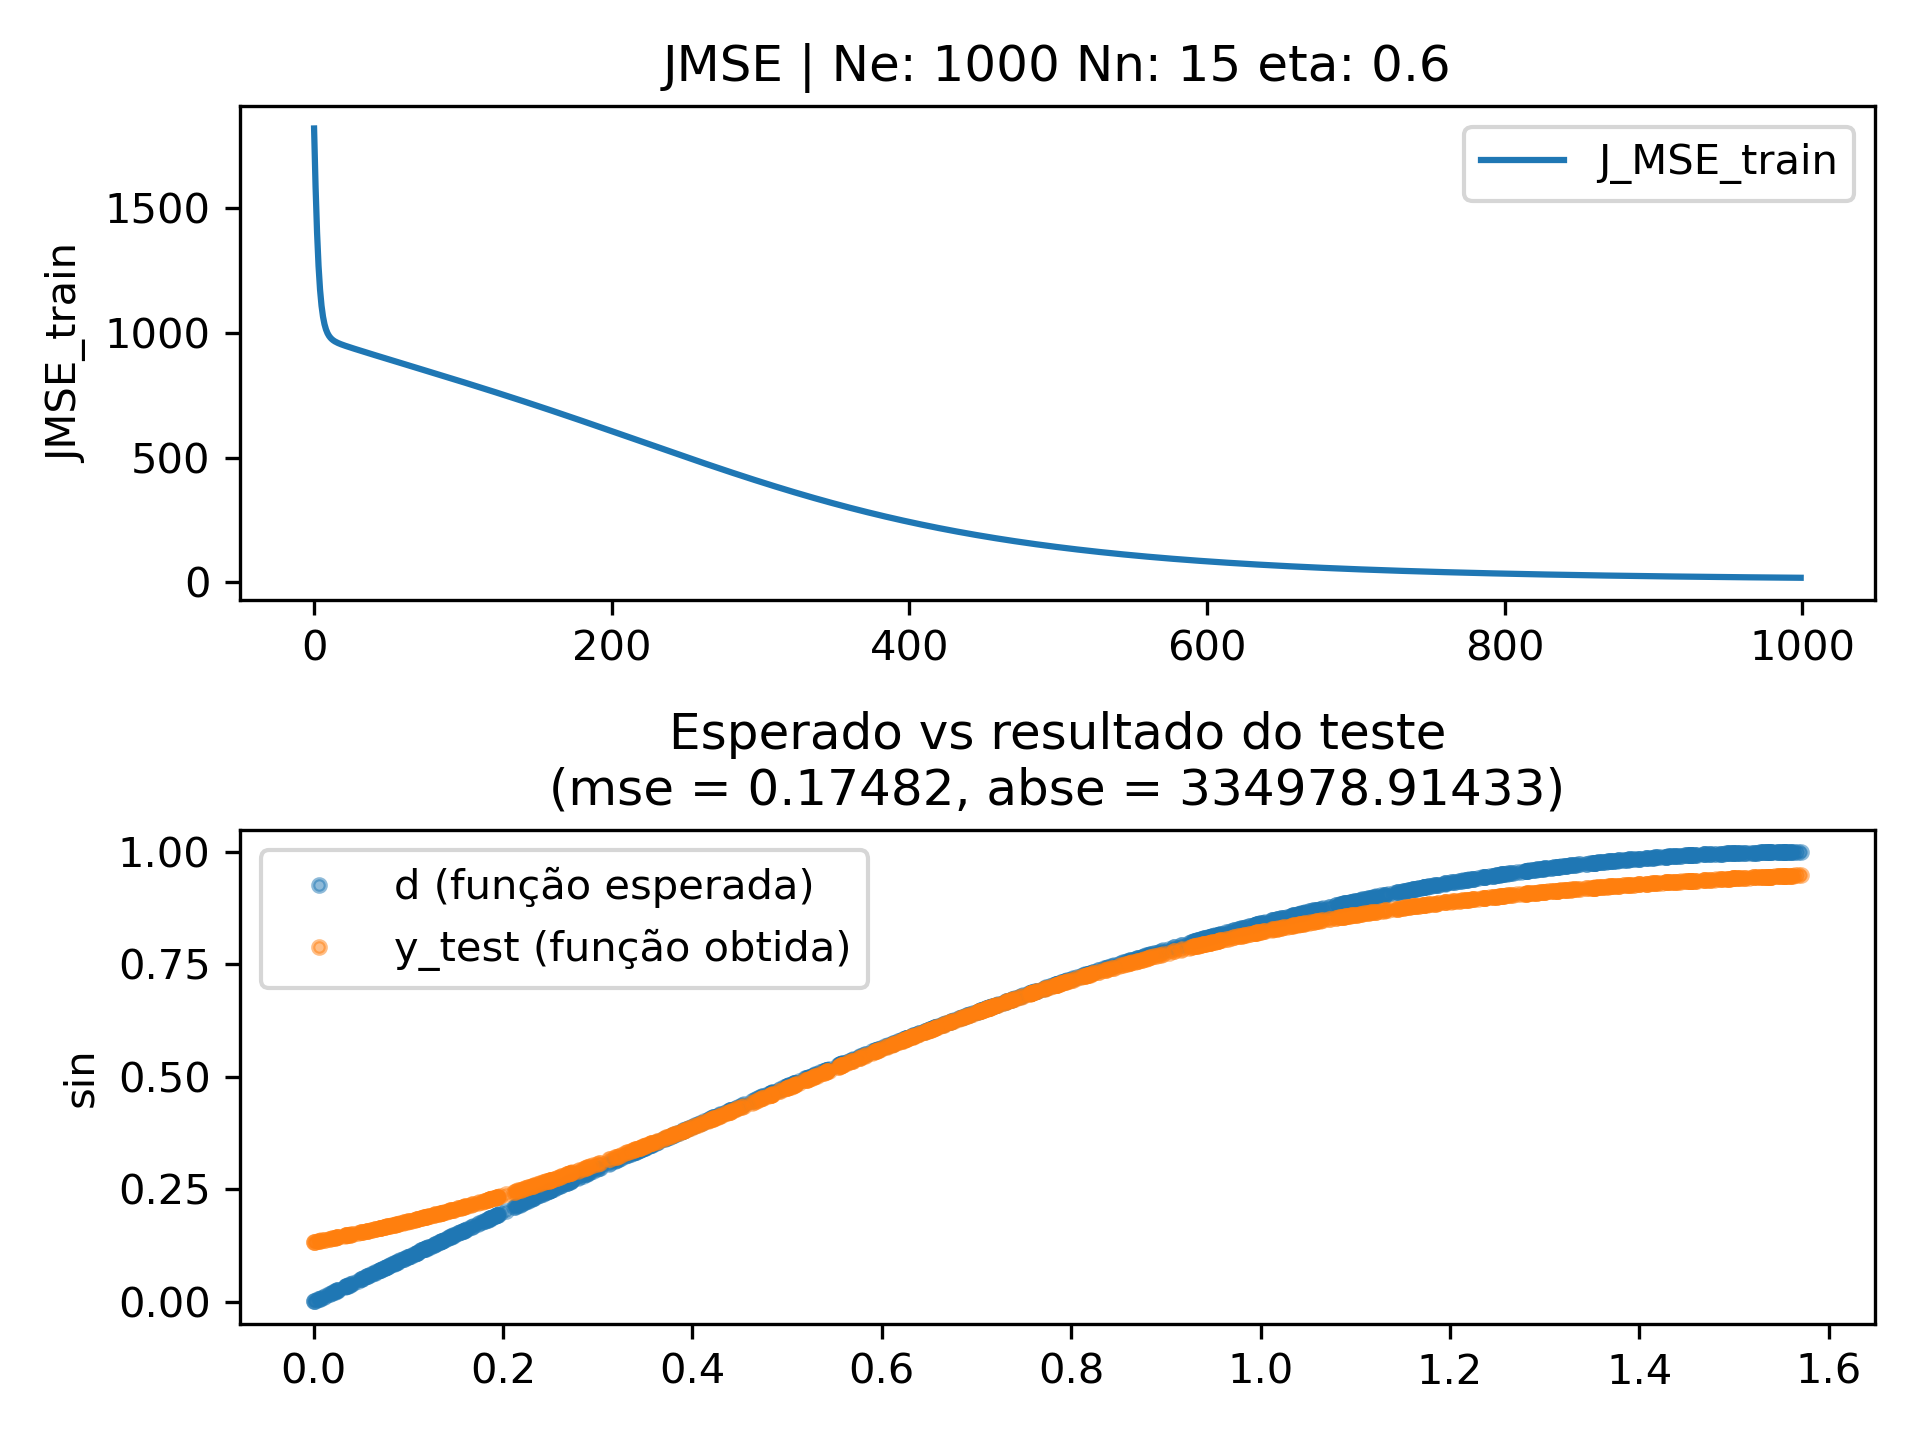 JMSE | Ne: 1000 Nn: 15 eta: 0.6
J_MSE_train
JMSE_train
1500
1000
500
0
0 200 400 600 800 1000
Esperado vs resultado do teste
(mse = 0.17482, abse = 334978.91433)
d (função esperada)
y_test (função obtida)
sin
1.00
0.75
0.50
0.25
0.00
0.0 0.2 0.4 0.6 0.8 1.0 1.2 1.4 1.6